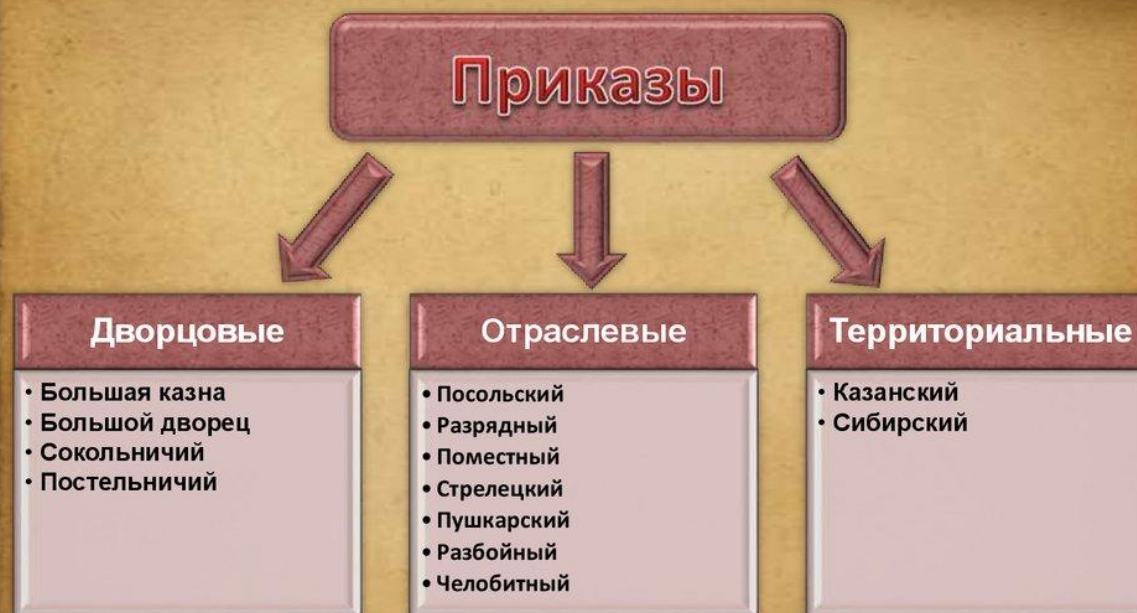 Приказы
Дворцовые
• Большая казна
• Большой дворец
• Сокольничий
• Постельничий
Отраслевые
• Посольский
• Разрядный
• Поместный
• Стрелецкий
• Пушкарский
• Разбойный
• Челобитный
Территориальные
• Казанский
• Сибирский